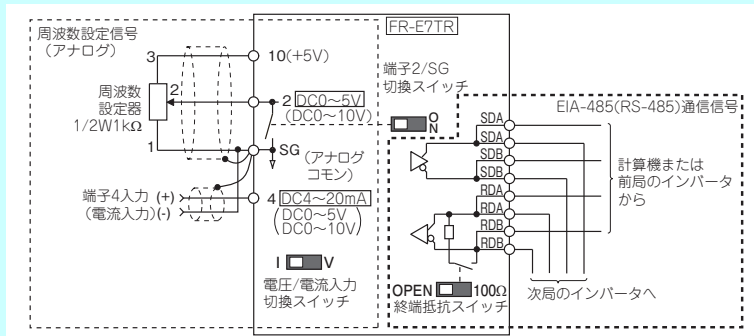 周波数設定信号
(アナログ)
3
10(+5V)
周波数
設定器
1/2W1kΩ
2
2
DC0～5V
(DC0～10V)
1
SG
(アナログ
コモン)
端子4入力 (+)
(電流入力)(-)
4
DC4～20mA
(DC0～5V
DC0～10V)
I
V
電圧/電流入力
切換スイッチ
FR-E7TR
端子2/SG
切換スイッチ
O
N
EIA-485(RS-485)通信信号
SDA
SDA
SDB
SDB
RDA
RDA
RDB
RDB
計算機または
前局のインバータ
から
OPEN
100Ω
終端抵抗スイッチ
次局のインバータへ